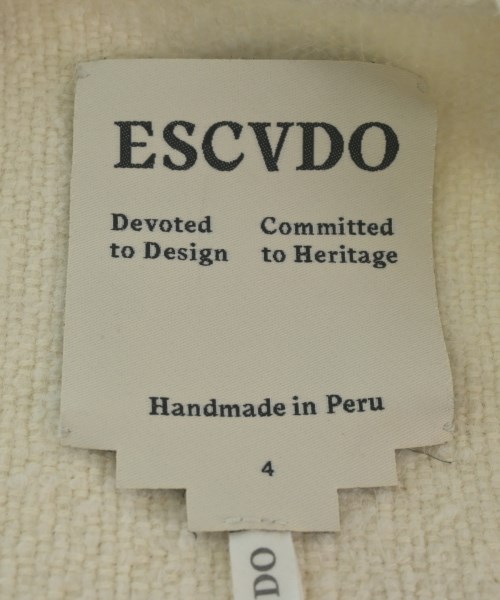 ESCVDO
Devoted
to Design
Committed
to Heritage
Handmade in Peru
4
DO